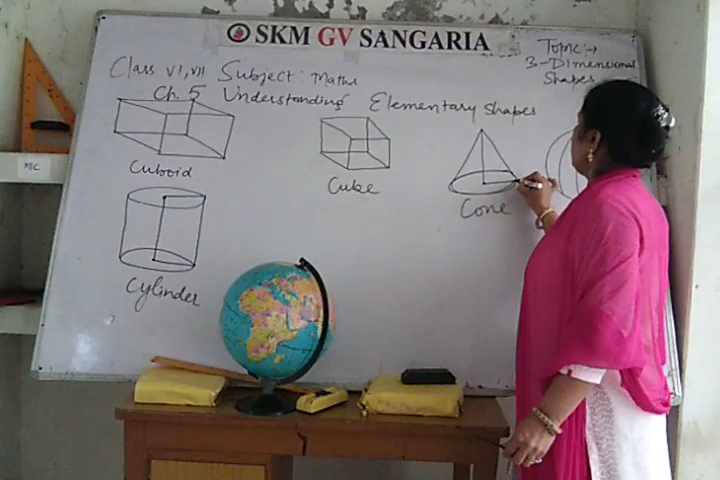 SKM GV SANGARIA
Topic:→
3-Dimensional
Shapes
Class VI, VII Subject: Maths
Ch. 5 Understanding Elementary Shapes
Cuboid
Cube
Cone
Cylinder